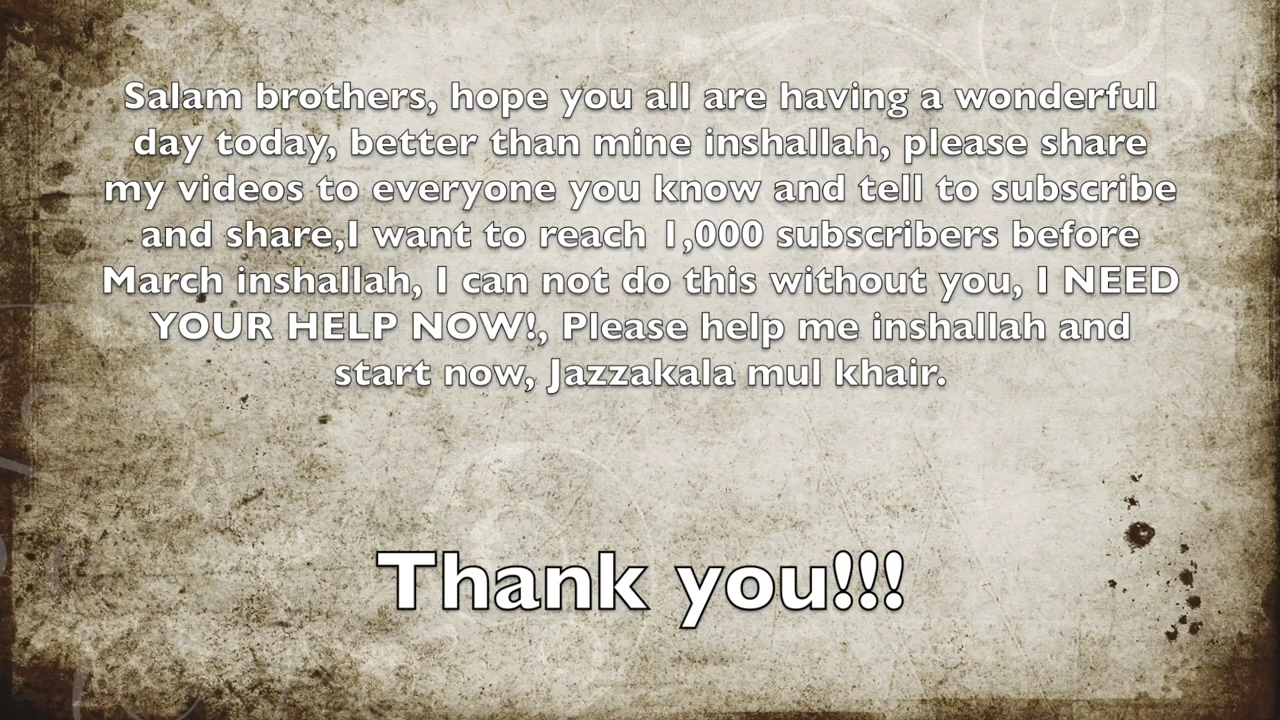 Salam brothers, hope you all are having a wonderful
day today, better than mine inshallah, please share
my videos to everyone you know and tell to subscribe
and share,I want to reach 1,000 subscribers before
March inshallah, I can not do this without you, I NEED
YOUR HELP NOW!, Please help me inshallah and
start now, Jazzakala mul khair.
Thank you!!!